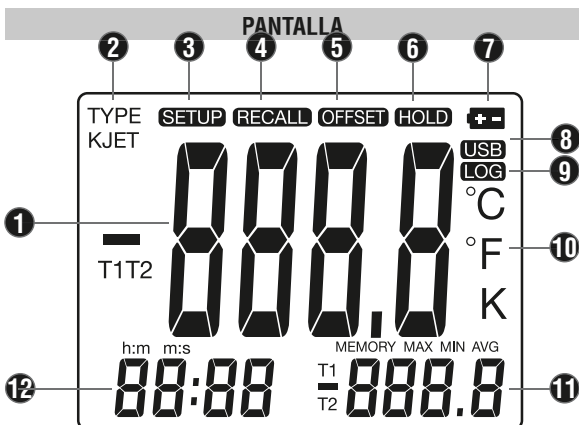 PANTALLA
2 3 4 5 6 7
TYPE SETUP RECALL OFFSET HOLD
KJET
USB 8
LOG 9
°C
1 888.8
°F 10
T1T2
K
h:m m:s MEMORY MAX MIN AVG
12 88:88 T1 888.8 11
T2